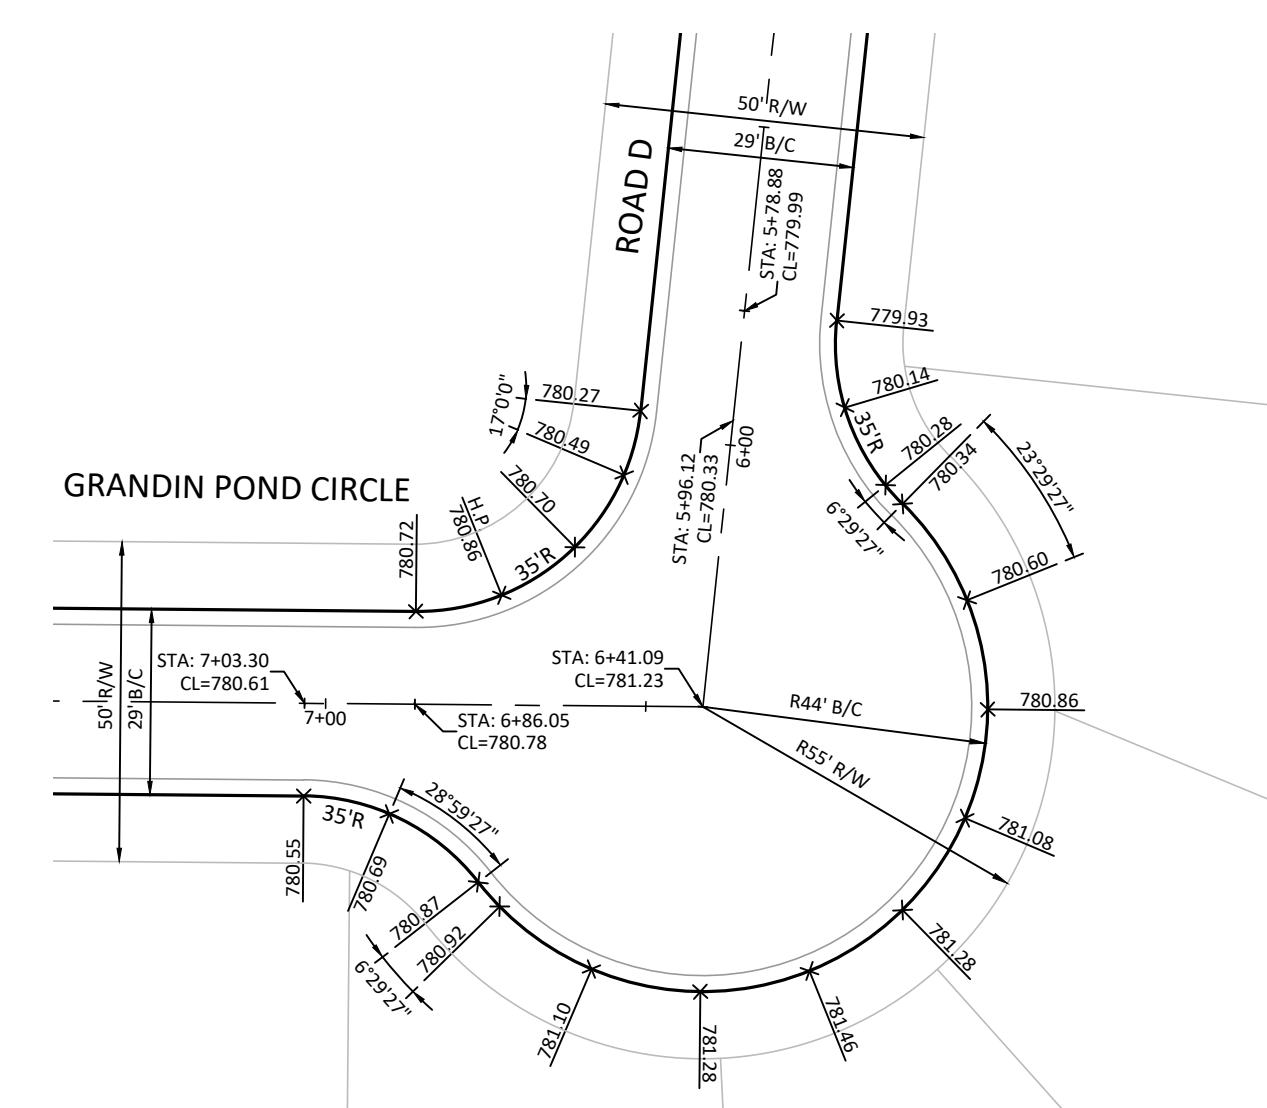 50' R/W
29' B/C
ROAD D
STA: 5+78.88
CL=779.99
779.93
780.14
35'R
780.28
780.34
23°29'27"
6°29'27"
780.60
17°0'0"
780.27
780.49
780.70
H.P
780.86
780.72
35'R
STA: 5+96.12
CL=780.33
6+00
GRANDIN POND CIRCLE
50' R/W
29' B/C
STA: 7+03.30
CL=780.61
7+00
STA: 6+86.05
CL=780.78
STA: 6+41.09
CL=781.23
R44' B/C
R55' R/W
780.86
781.08
781.28
781.46
781.28
781.10
780.92
780.87
6°29'27"
28°59'27"
35'R
780.69
780.55